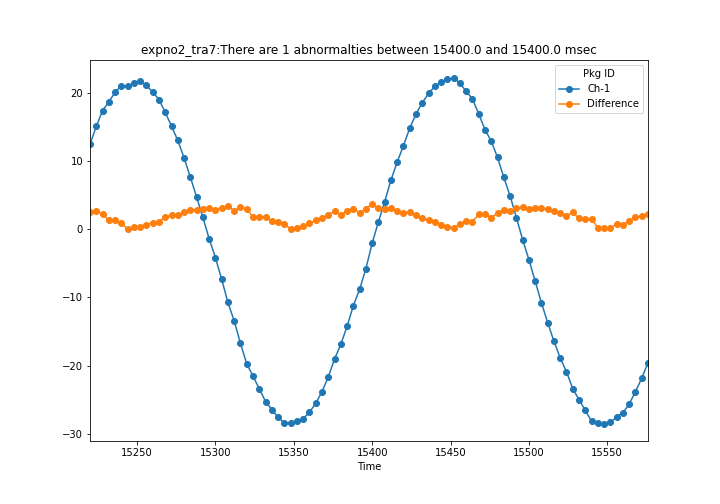 expno2_tra7:There are 1 abnormalties between 15400.0 and 15400.0 msec
Pkg ID
Ch-1
Difference
20
10
0
−10
−20
−30
15250
15300
15350
15400
15450
15500
15550
Time